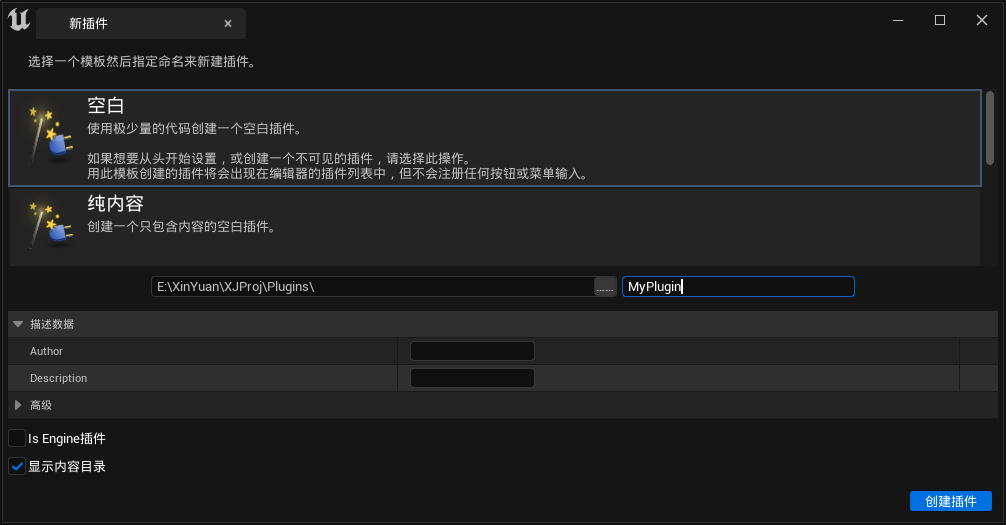 新插件
选择一个模板然后指定命名来新建插件。
空白
使用极少量的代码创建一个空白插件。
如果想要从头开始设置，或创建一个不可见的插件，请选择此操作。
用此模板创建的插件将会出现在编辑器的插件列表中，但不会注册任何按钮或菜单输入。
纯内容
创建一个只包含内容的空白插件。
E:\XinYuan\XJProj\Plugins\ ...... MyPlugin
描述数据
Author
Description
高级
Is Engine插件
显示内容目录
创建插件